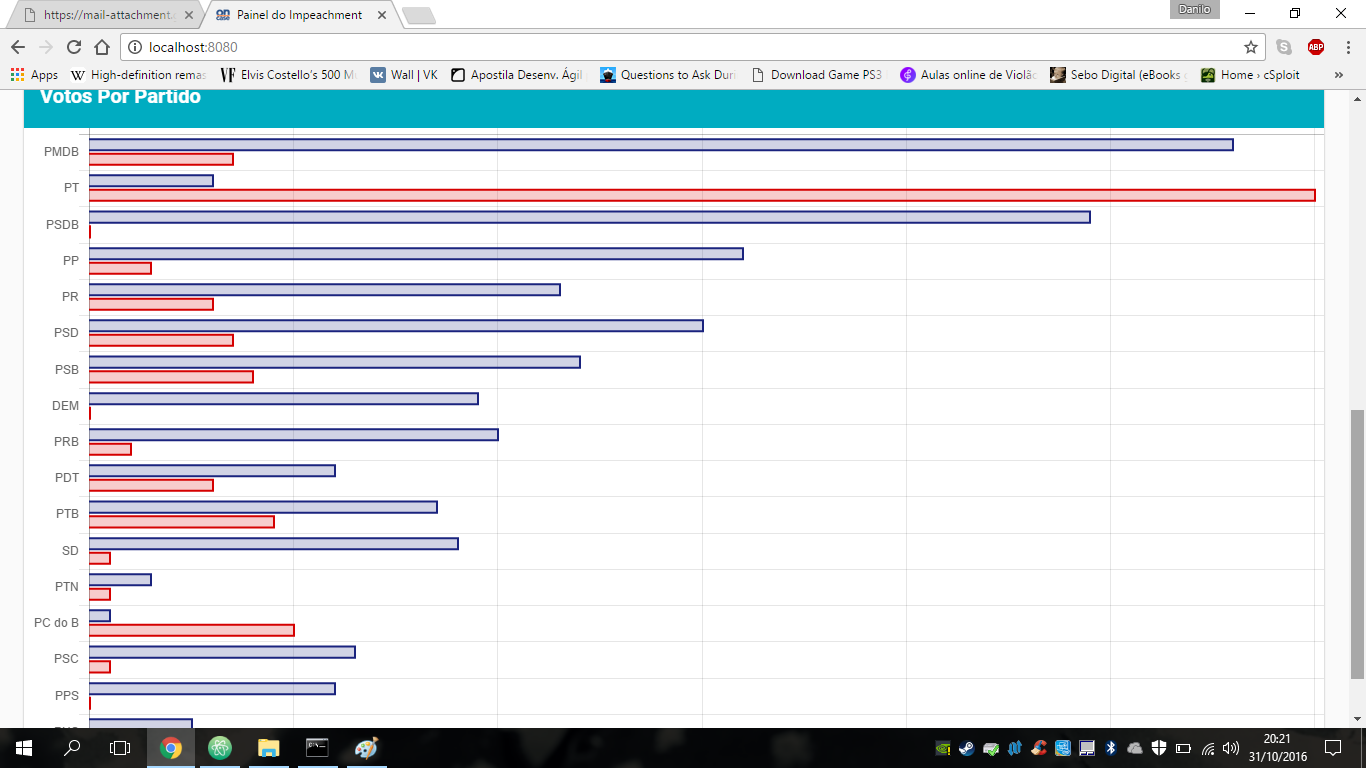 https://mail-attachment.
Painel do Impeachment
Danilo
localhost:8080
ABP
Apps
W High-definition remas
VF Elvis Costello's 500 M
Wall | VK
Apostila Desenv. Ágil
Questions to Ask Duri
Download Game PS3
Aulas online de Violão
Sebo Digital (eBooks g
Home › cSploit
»
Votos Por Partido
PMDB
PT
PSDB
PP
PR
PSD
PSB
DEM
PRB
PDT
PTB
SD
PTN
PC do B
PSC
PPS
20:21
31/10/2016